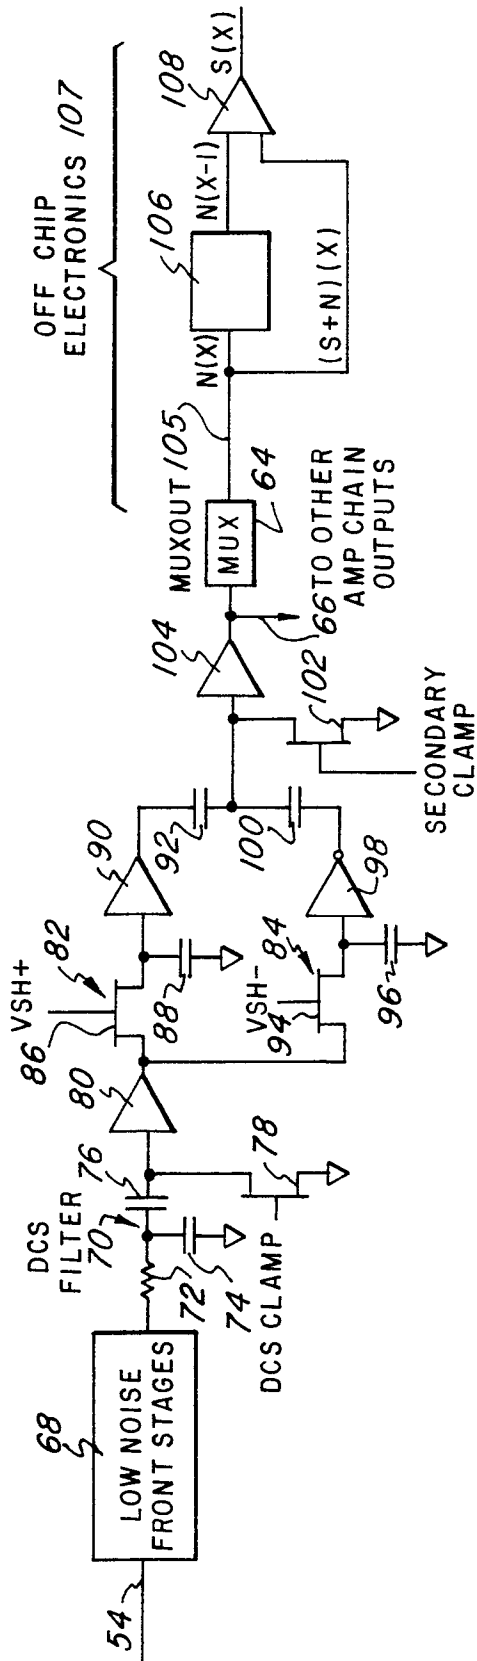 54
68
LOW NOISE
FRONT STAGES
DCS
FILTER
70
72
74
76
DCS CLAMP
78
80
VSH+
86
82
88
VSH-
94
84
96
90
92
98
100
SECONDARY
CLAMP
102
104
66 TO OTHER
AMP CHAIN
OUTPUTS
MUXOUT 105
MUX
64
OFF CHIP
ELECTRONICS 107
N(X)
106
N(X-1)
(S+N)(X)
108
S(X)